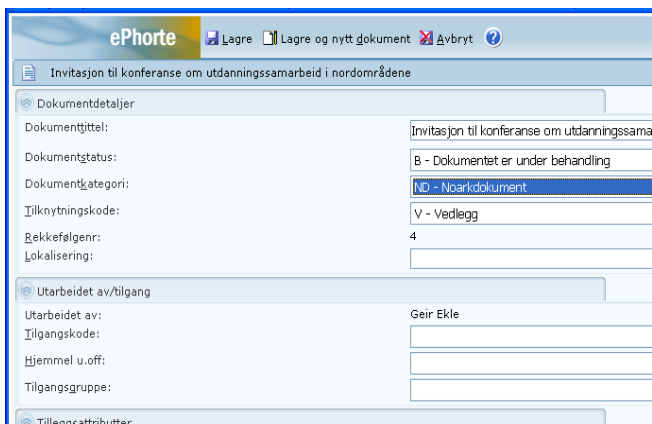 ePhorte Lagre Lagre og nytt dokument Avbryt
Invitasjon til konferanse om utdanningssamarbeid i nordområdene
Dokumentdetaljer
Dokumenttittel: Invitasjon til konferanse om utdanningssama
Dokumentstatus: B - Dokumentet er under behandling
Dokumentkategori: ND - Noarkdokument
Tilknytningskode: V - Vedlegg
Rekkefølgenr: 4
Lokalisering:
Utarbeidet av/tilgang
Utarbeidet av: Geir Ekle
Tilgangskode:
Hjemmel u.off:
Tilgangsgruppe:
Tilleggsattributter